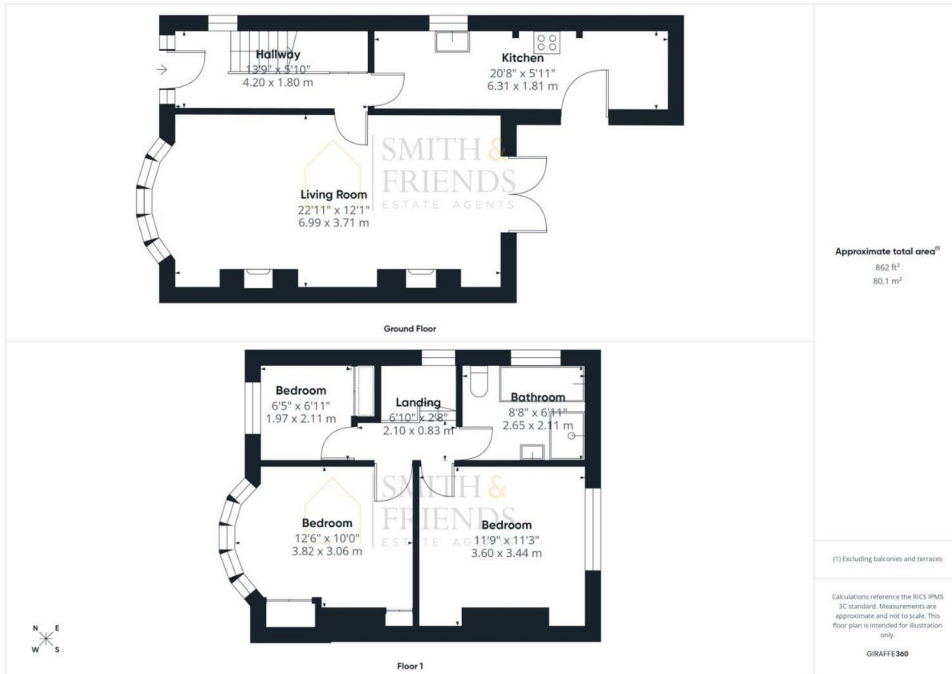 Hallway
13'9" x 5'10"
4.20 x 1.80 m
Kitchen
20'8" x 5'11"
6.31 x 1.81 m
SMITH &
FRIENDS
ESTATE AGENTS
Living Room
22'11" x 12'1"
6.99 x 3.71 m
Ground Floor
Approximate total area(1)
862 ft²
80.1 m²
Bedroom
6'5" x 6'11"
1.97 x 2.11 m
Landing
6'10" x 2'8"
2.10 x 0.83 m
Bathroom
8'8" x 6'11"
2.65 x 2.11 m
SMITH &
FRIENDS
ESTATE AGENTS
Bedroom
12'6" x 10'0"
3.82 x 3.06 m
Bedroom
11'9" x 11'3"
3.60 x 3.44 m
(1) Excluding balconies and terraces
Calculations reference the RICS IPMS
3C standard. Measurements are
approximate and not to scale. This
floor plan is intended for illustration
only.
GIRAFFE360
N E
W S
Floor 1